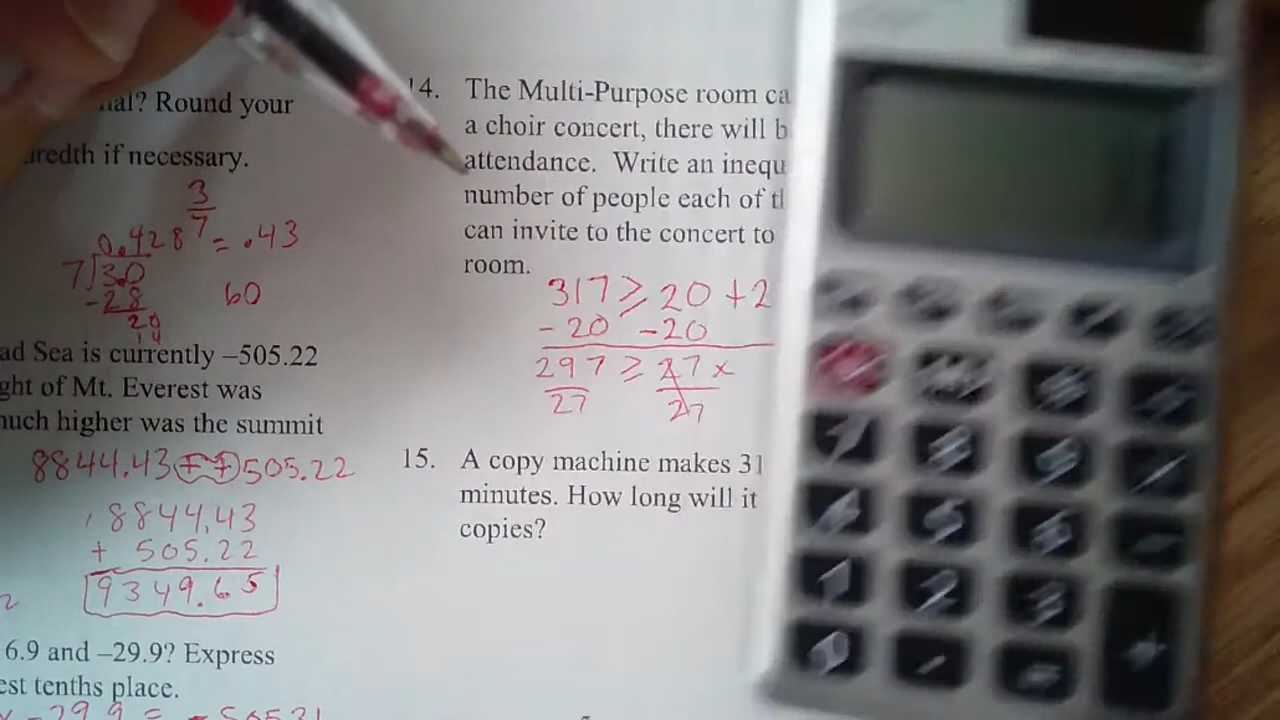 nal? Round your
redth if necessary.
3
7
0.428 = .43
7 3.0
-28 60
20
14
ad Sea is currently –505.22
ght of Mt. Everest was
much higher was the summit
8844.43 + + 505.22
8844.43
+ 505.22
9349.65
6.9 and –29.9? Express
est tenths place.
14. The Multi-Purpose room ca
a choir concert, there will b
attendance. Write an inequ
number of people each of t
can invite to the concert to
room.
317 ≥ 20 + 2
- 20 -20
297 ≥ 27x
27 27
15. A copy machine makes 31
minutes. How long will it
copies?